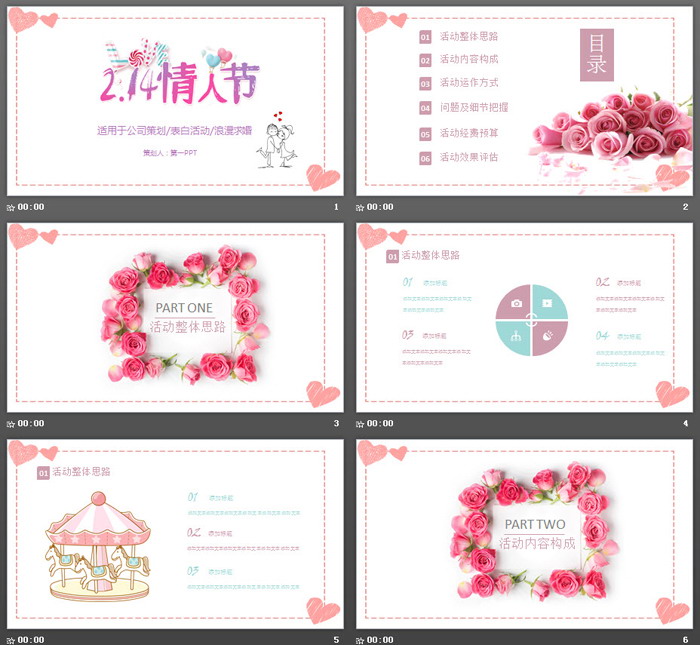 2.14情人节
适用于公司策划/表白活动/浪漫求婚
策划人：第一PPT
00:00
1
目录
01 活动整体思路
02 活动内容构成
03 活动运作方式
04 问题及细节把握
05 活动经费预算
06 活动效果评估
00:00
2
PART ONE
活动整体思路
00:00
3
01 活动整体思路
01 添加标题
02 添加标题
03 添加标题
04 添加标题
00:00
4
01 活动整体思路
01 添加标题
02 添加标题
03 添加标题
00:00
5
PART TWO
活动内容构成
00:00
6